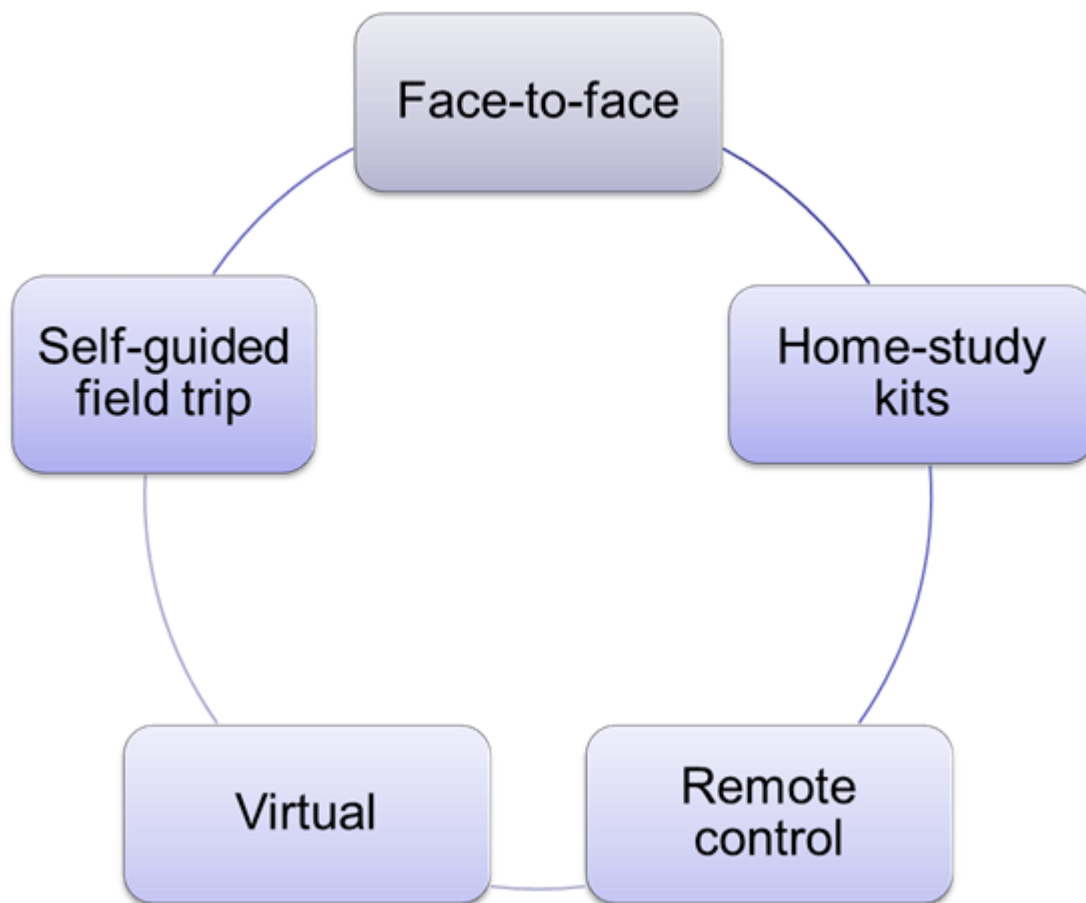 Face-to-face
Self-guided
field trip
Home-study
kits
Virtual
Remote
control